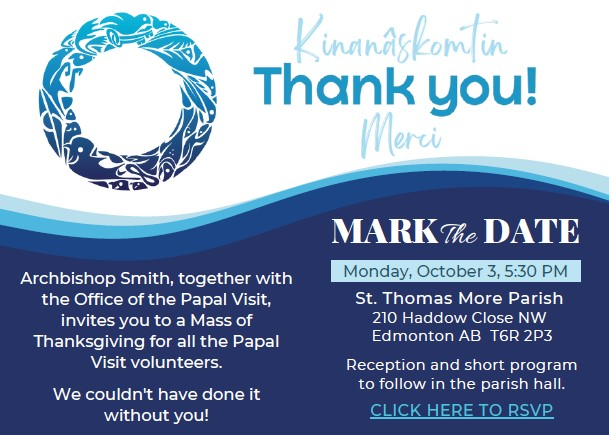 Kinanâskomtin
Thank you!
Merci
MARK The DATE
Monday, October 3, 5:30 PM
St. Thomas More Parish
210 Haddow Close NW
Edmonton AB T6R 2P3
Reception and short program
to follow in the parish hall.
CLICK HERE TO RSVP
Archbishop Smith, together with
the Office of the Papal Visit,
invites you to a Mass of
Thanksgiving for all the Papal
Visit volunteers.
We couldn't have done it
without you!